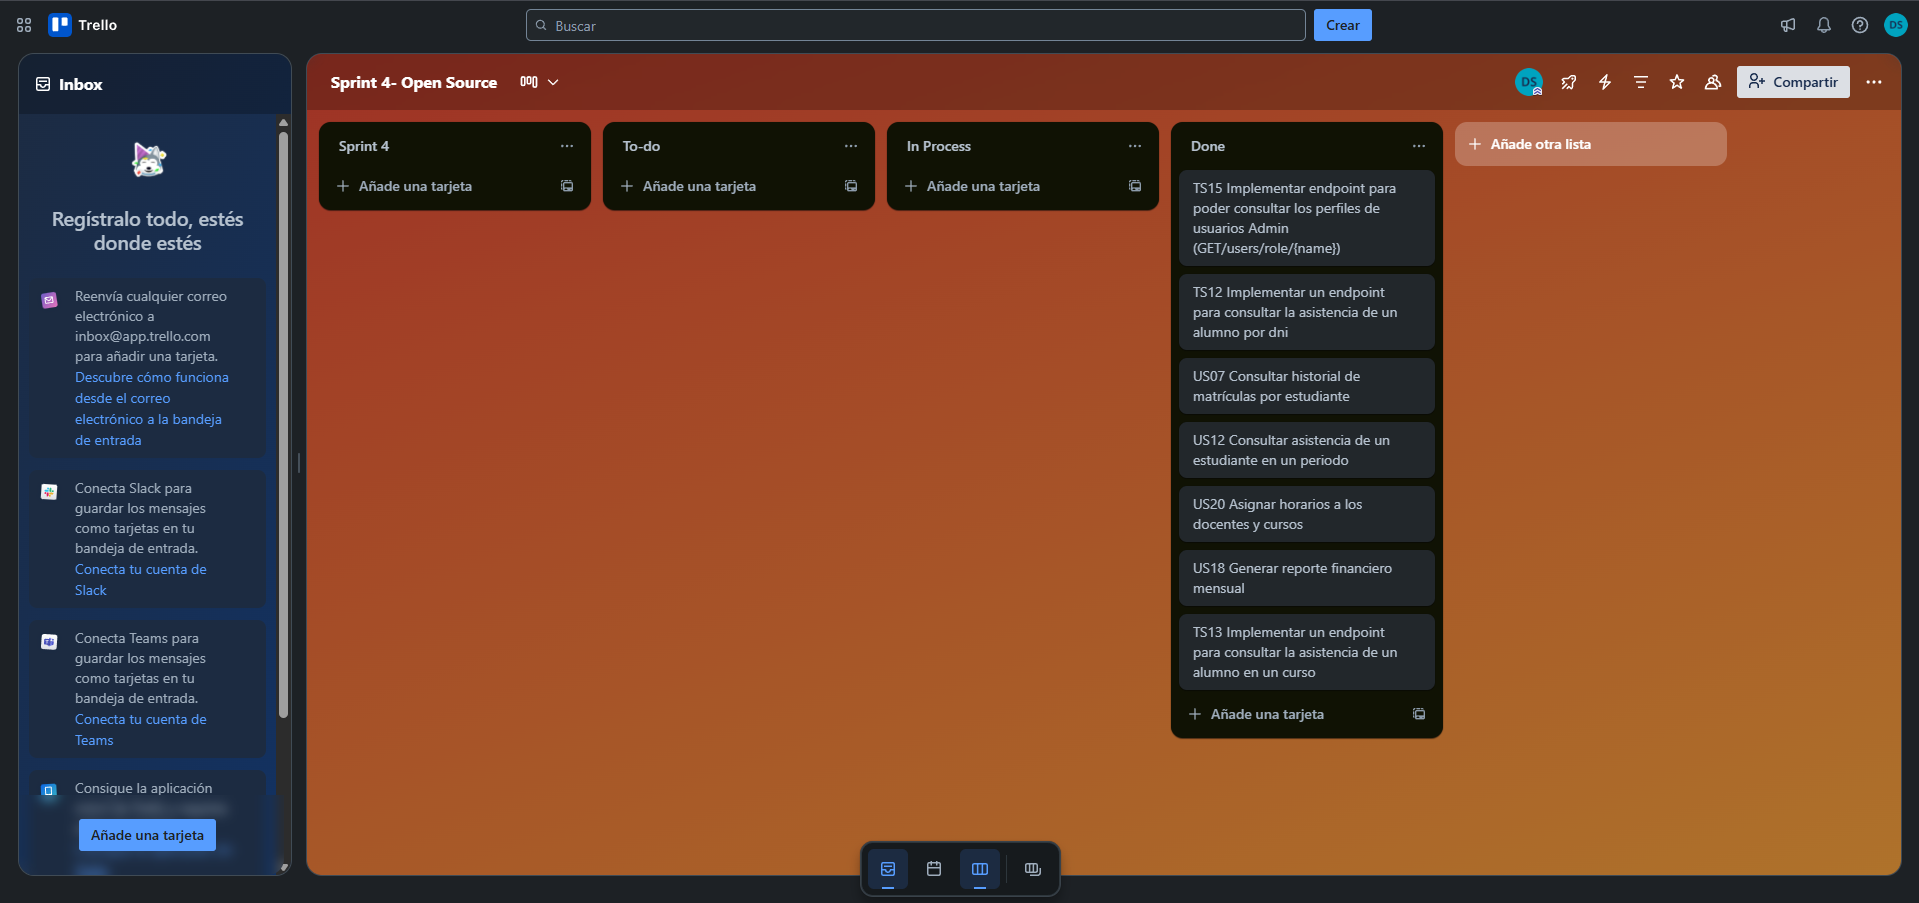 Trello
Buscar
Crear
DS
Inbox
Regístralo todo, estés
donde estés
Reenvía cualquier correo
electrónico a
inbox@app.trello.com
para añadir una tarjeta.
Descubre cómo funciona
desde el correo
electrónico a la bandeja
de entrada
Conecta Slack para
guardar los mensajes
como tarjetas en tu
bandeja de entrada.
Conecta tu cuenta de
Slack
Conecta Teams para
guardar los mensajes
como tarjetas en tu
bandeja de entrada.
Conecta tu cuenta de
Teams
Consigue la aplicación
Añade una tarjeta
Sprint 4- Open Source
DS
Compartir
Sprint 4
Añade una tarjeta
To-do
Añade una tarjeta
In Process
Añade una tarjeta
Done
TS15 Implementar endpoint para
poder consultar los perfiles de
usuarios Admin
(GET/users/role/{name})
TS12 Implementar un endpoint
para consultar la asistencia de un
alumno por dni
US07 Consultar historial de
matrículas por estudiante
US12 Consultar asistencia de un
estudiante en un periodo
US20 Asignar horarios a los
docentes y cursos
US18 Generar reporte financiero
mensual
TS13 Implementar un endpoint
para consultar la asistencia de un
alumno en un curso
Añade una tarjeta
Añade otra lista